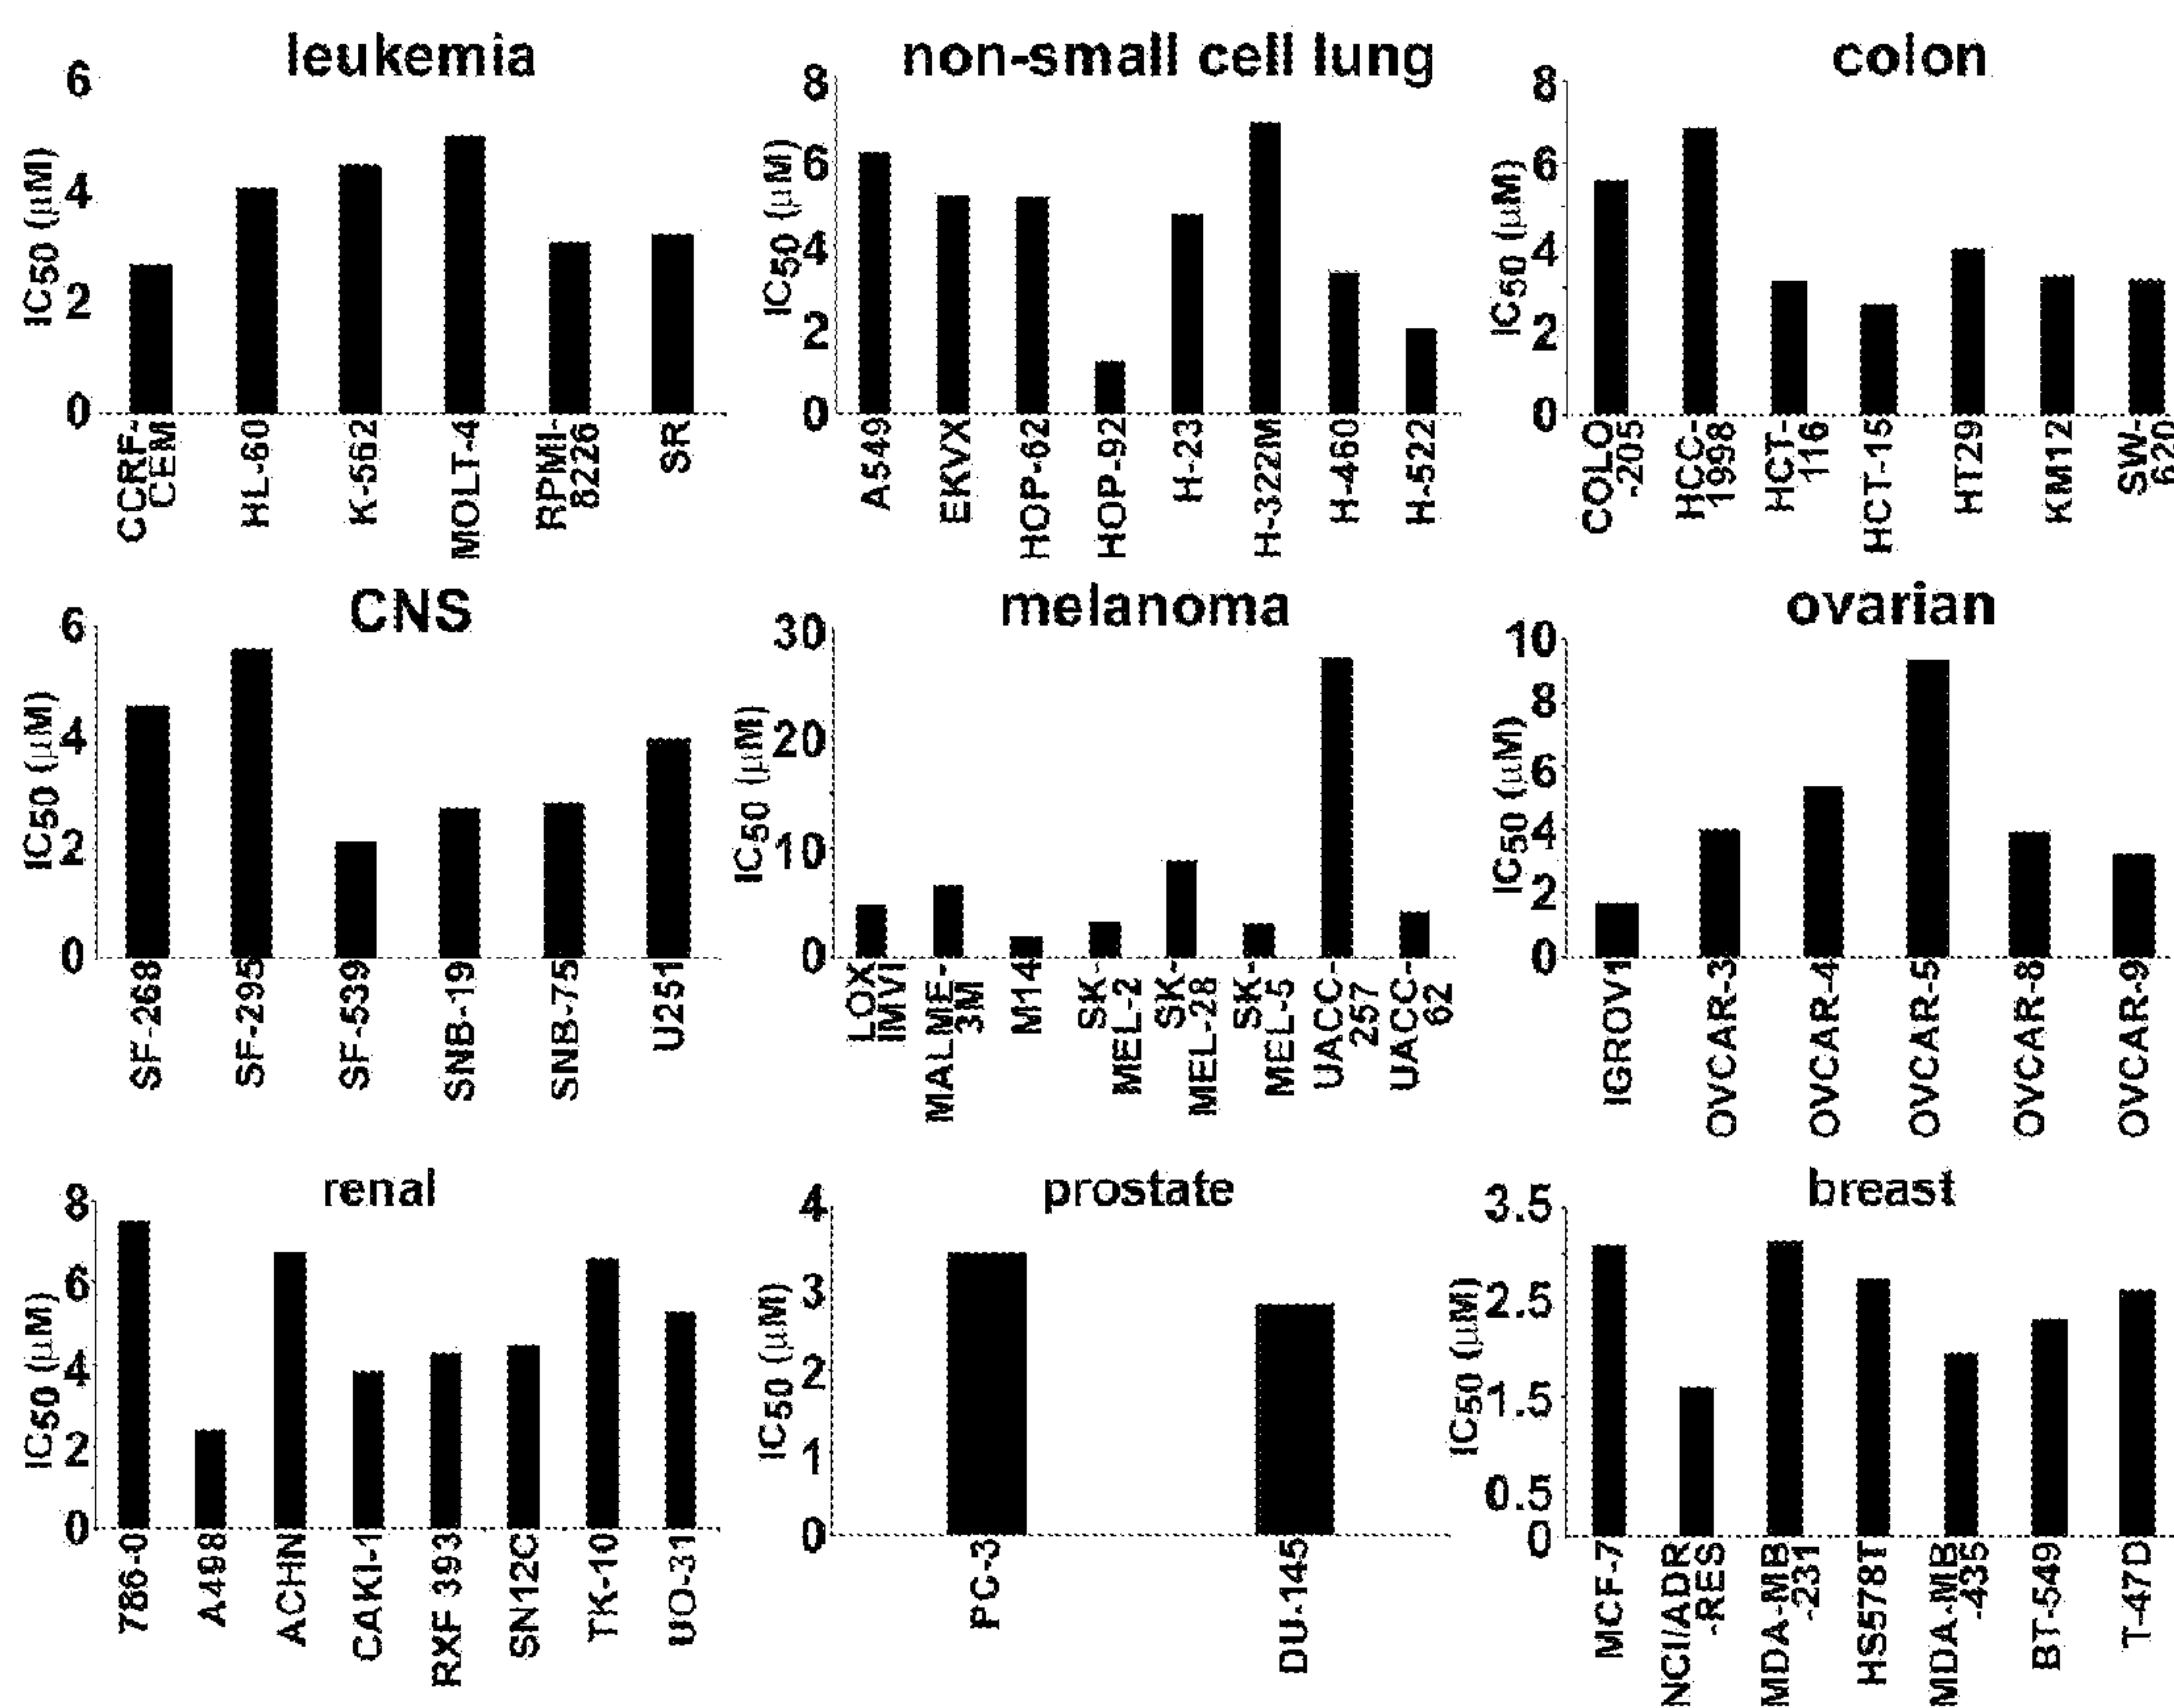 leukemia
IC50 (μM)
6
4
2
0
CCRF-
CEM
HL-60
K-562
MOLT-4
RPMI-
8226
SR
non-small cell lung
IC50 (μM)
8
6
4
2
0
A549
EKVX
HOP-62
HOP-92
H-23
H-322M
H-460
H-522
colon
IC50 (μM)
8
6
4
2
0
COLO
-205
HCC-
1998
HCT-
116
HCT-15
HT29
KM12
SW-
620
CNS
IC50 (μM)
6
4
2
0
SF-268
SF-295
SF-539
SNB-19
SNB-75
U251
melanoma
IC50 (μM)
30
20
10
0
LOX
IMVI
MALME-
3M
M14
SK-
MEL-2
SK-
MEL-28
SK-
MEL-5
UACC-
257
UACC-
62
ovarian
IC50 (μM)
10
8
6
4
2
0
IGROV1
OVCAR-3
OVCAR-4
OVCAR-5
OVCAR-8
OVCAR-9
renal
IC50 (μM)
8
6
4
2
0
786-0
A498
ACHN
CAKI-1
RXF 393
SN12C
TK-10
UO-31
prostate
IC50 (μM)
4
3
2
1
0
PC-3
DU-145
breast
IC50 (μM)
3.5
2.5
1.5
0.5
0
MCF-7
NCI/ADR
-RES
MDA-MB
-231
HS578T
MDA-MB
-435
BT-549
T-47D